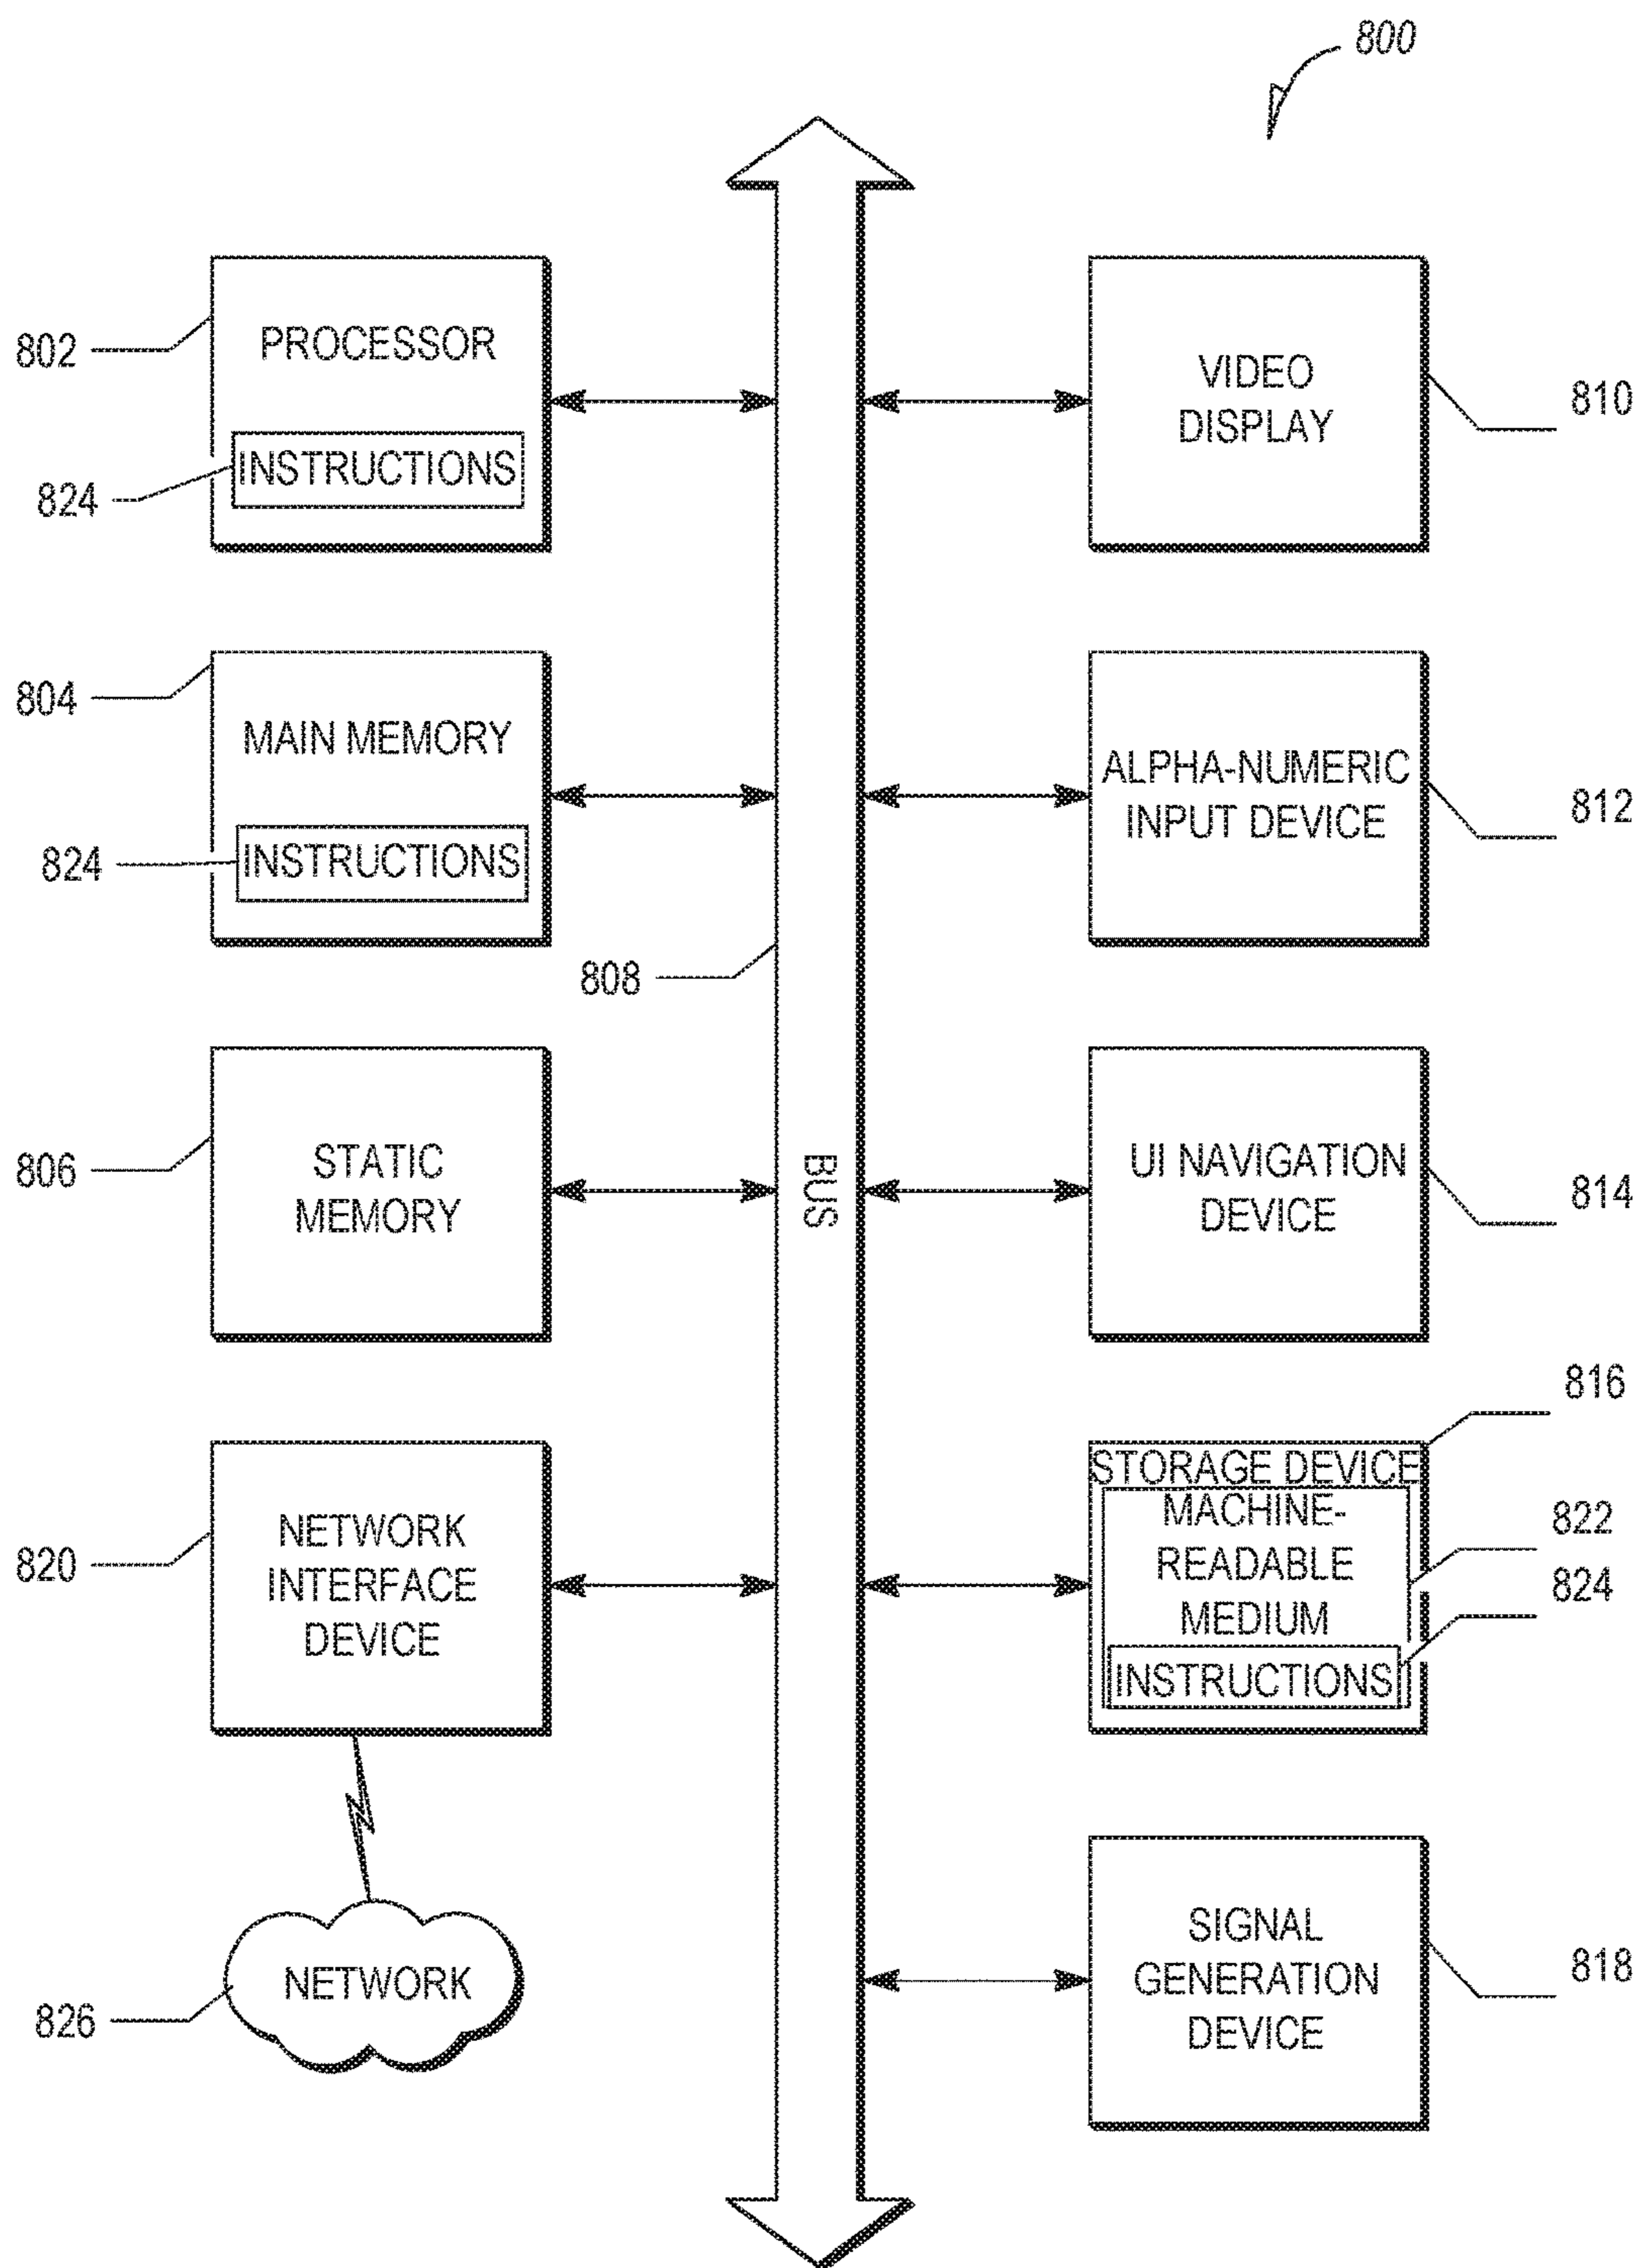 800
802
PROCESSOR
824
INSTRUCTIONS
804
MAIN MEMORY
824
INSTRUCTIONS
808
806
STATIC
MEMORY
820
NETWORK
INTERFACE
DEVICE
826
NETWORK
BUS
VIDEO
DISPLAY
810
ALPHA-NUMERIC
INPUT DEVICE
812
UI NAVIGATION
DEVICE
814
816
STORAGE DEVICE
MACHINE-
READABLE
MEDIUM
822
824
INSTRUCTIONS
SIGNAL
GENERATION
DEVICE
818